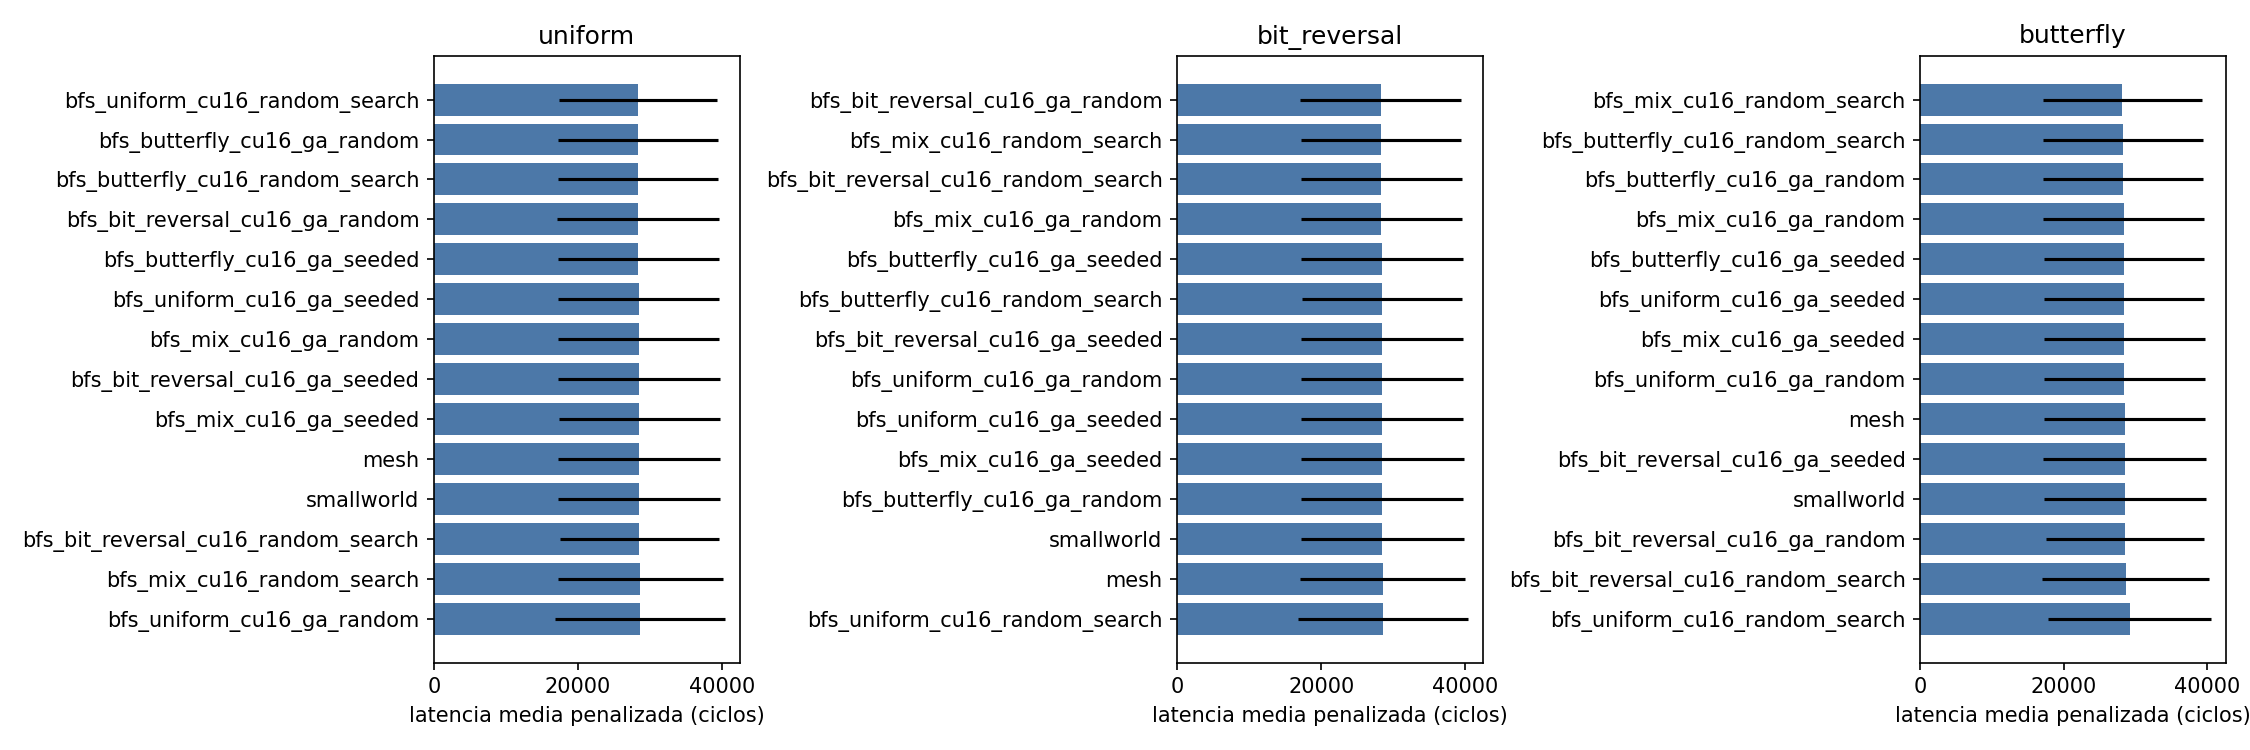 uniform
bfs_uniform_cu16_random_search
bfs_butterfly_cu16_ga_random
bfs_butterfly_cu16_random_search
bfs_bit_reversal_cu16_ga_random
bfs_butterfly_cu16_ga_seeded
bfs_uniform_cu16_ga_seeded
bfs_mix_cu16_ga_random
bfs_bit_reversal_cu16_ga_seeded
bfs_mix_cu16_ga_seeded
mesh
smallworld
bfs_bit_reversal_cu16_random_search
bfs_mix_cu16_random_search
bfs_uniform_cu16_ga_random
0 20000 40000
latencia media penalizada (ciclos)
bit_reversal
bfs_bit_reversal_cu16_ga_random
bfs_mix_cu16_random_search
bfs_bit_reversal_cu16_random_search
bfs_mix_cu16_ga_random
bfs_butterfly_cu16_ga_seeded
bfs_butterfly_cu16_random_search
bfs_bit_reversal_cu16_ga_seeded
bfs_uniform_cu16_ga_random
bfs_uniform_cu16_ga_seeded
bfs_mix_cu16_ga_seeded
bfs_butterfly_cu16_ga_random
smallworld
mesh
bfs_uniform_cu16_random_search
0 20000 40000
latencia media penalizada (ciclos)
butterfly
bfs_mix_cu16_random_search
bfs_butterfly_cu16_random_search
bfs_butterfly_cu16_ga_random
bfs_mix_cu16_ga_random
bfs_butterfly_cu16_ga_seeded
bfs_uniform_cu16_ga_seeded
bfs_mix_cu16_ga_seeded
bfs_uniform_cu16_ga_random
mesh
bfs_bit_reversal_cu16_ga_seeded
smallworld
bfs_bit_reversal_cu16_ga_random
bfs_bit_reversal_cu16_random_search
bfs_uniform_cu16_random_search
0 20000 40000
latencia media penalizada (ciclos)